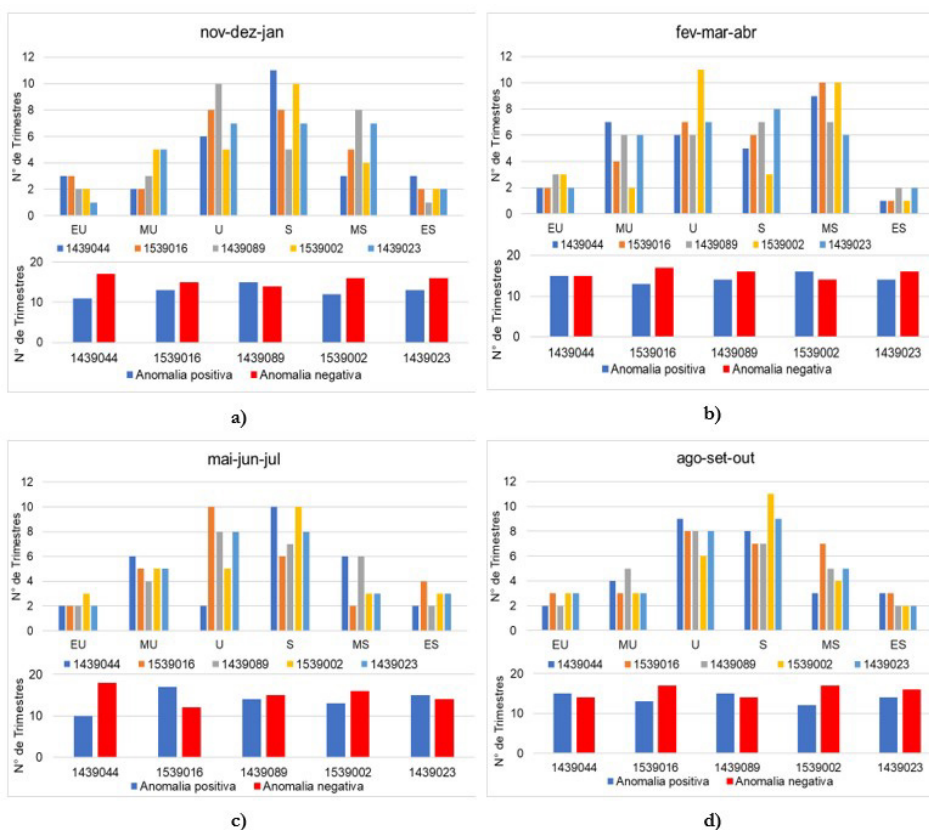 nov-dez-jan
N° de Trimestres
12
10
8
6
4
2
0
EU MU U S MS ES
1439044 1539016 1439089 1539002 1439023
N° de Trimestres
20
10
0
1439044 1539016 1439089 1539002 1439023
Anomalia positiva Anomalia negativa
a)
fev-mar-abr
N° de Trimestres
12
10
8
6
4
2
0
EU MU U S MS ES
1439044 1539016 1439089 1539002 1439023
N° de Trimestres
20
10
0
1439044 1539016 1439089 1539002 1439023
Anomalia positiva Anomalia negativa
b)
mai-jun-jul
N° de Trimestres
12
10
8
6
4
2
0
EU MU U S MS ES
1439044 1539016 1439089 1539002 1439023
N° de Trimestres
20
10
0
1439044 1539016 1439089 1539002 1439023
Anomalia positiva Anomalia negativa
c)
ago-set-out
N° de Trimestres
12
10
8
6
4
2
0
EU MU U S MS ES
1439044 1539016 1439089 1539002 1439023
N° de Trimestres
20
10
0
1439044 1539016 1439089 1539002 1439023
Anomalia positiva Anomalia negativa
d)